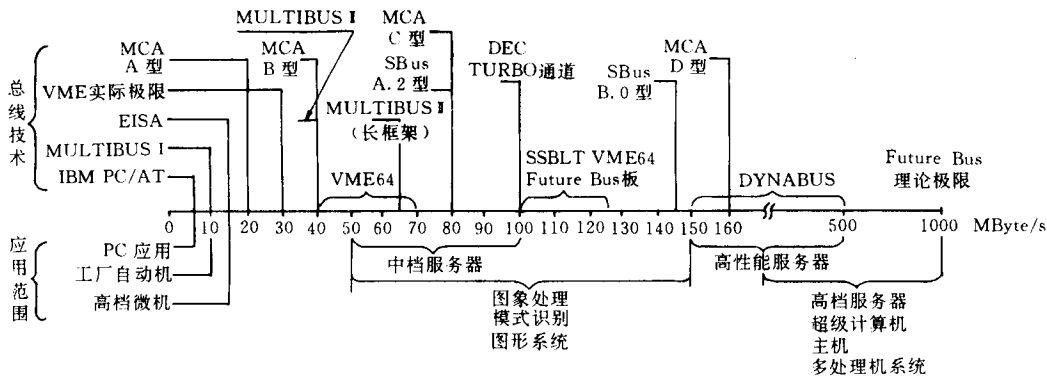 MULTIBUS Ⅱ
MCA
C 型
MCA
A 型
MCA
B 型
DEC
TURBO通道
MCA
D 型
SBus
A.2型
SBus
B.0 型
总线技术
VME实际极限
EISA
MULTIBUS Ⅱ
(长框架)
MULTIBUS I
IBM PC/AT
VME64
SSBLT VME64
Future Bus板
DYNABUS
Future Bus
理论极限
0 10 20 30 40 50 60 70 80 90 100 110 120 130 140 150 160 500 1000 MByte/s
应用范围
PC 应用
工厂自动机
高档微机
中档服务器
高性能服务器
图象处理
模式识别
图形系统
高档服务器
超级计算机
主机
多处理机系统